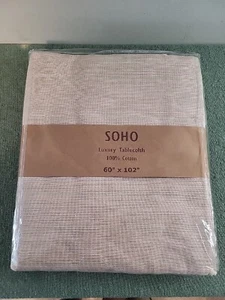 SOHO
Luxury Tablecloth
100% Cotton
60" x 102"